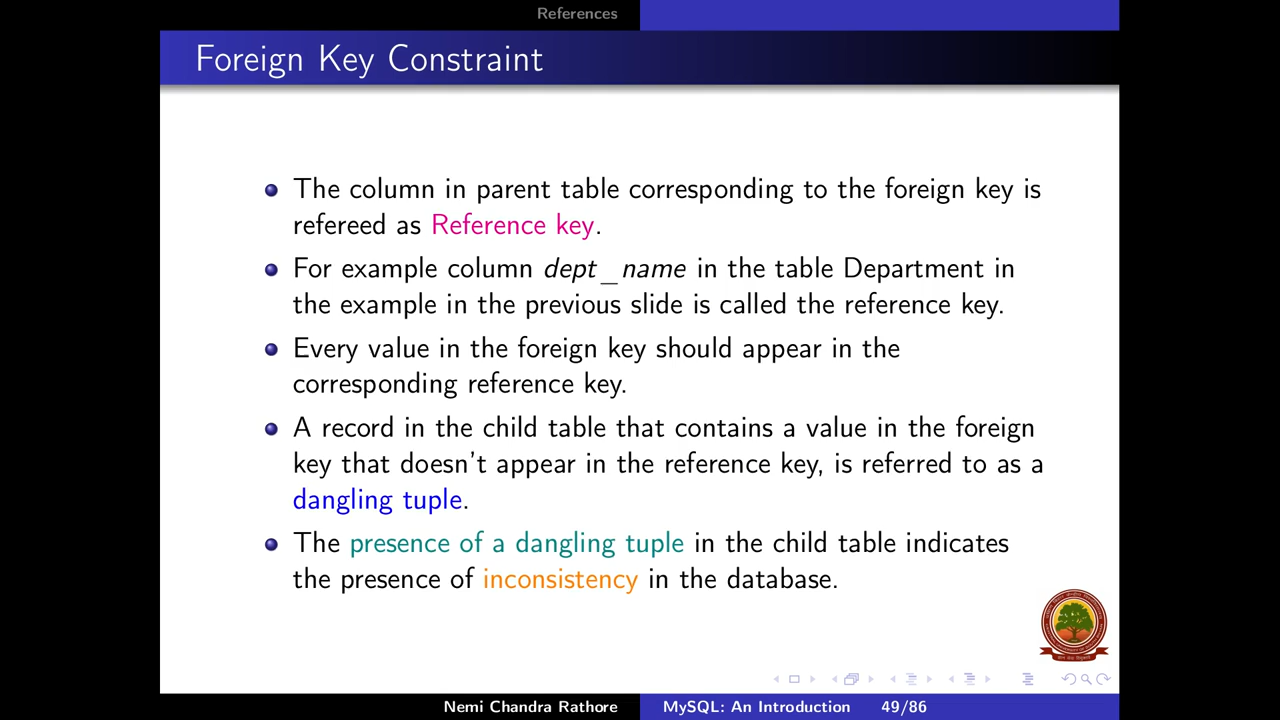 References
Foreign Key Constraint
The column in parent table corresponding to the foreign key is
refereed as Reference key.
For example column dept_name in the table Department in
the example in the previous slide is called the reference key.
Every value in the foreign key should appear in the
corresponding reference key.
A record in the child table that contains a value in the foreign
key that doesn't appear in the reference key, is referred to as a
dangling tuple.
The presence of a dangling tuple in the child table indicates
the presence of inconsistency in the database.
Nemi Chandra Rathore MySQL: An Introduction 49/86